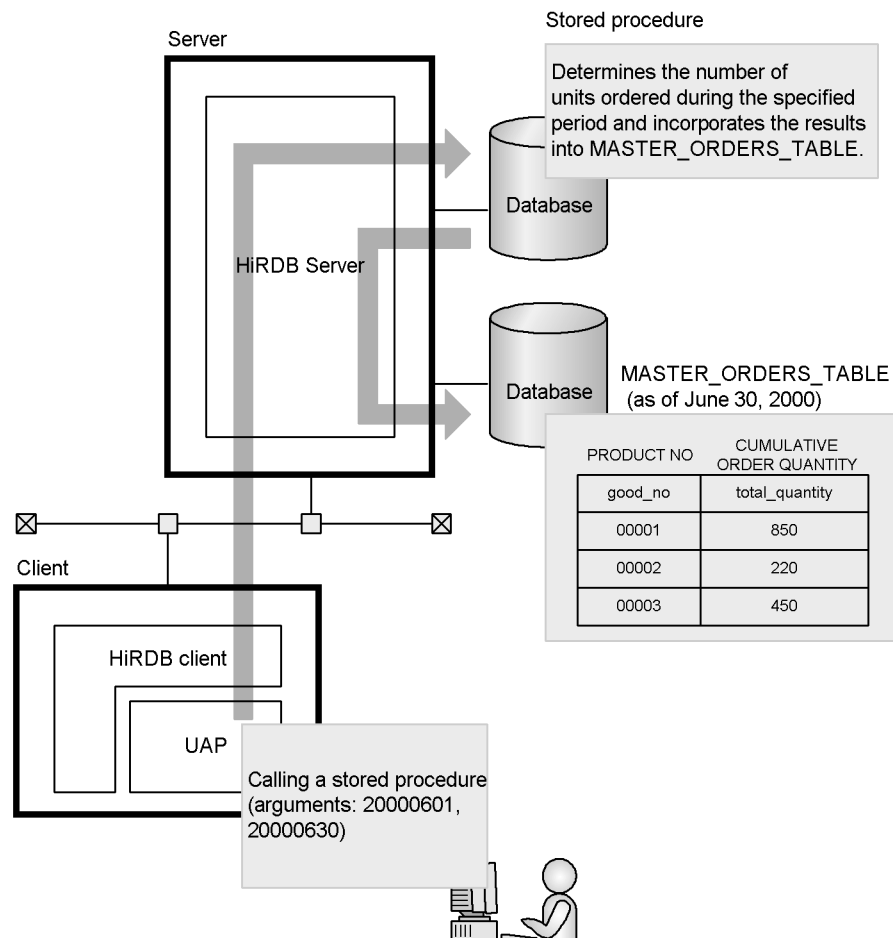 Stored procedure
Server
Determines the number of
units ordered during the specified
period and incorporates the results
into MASTER_ORDERS_TABLE.
Database
HiRDB Server
Database
MASTER_ORDERS_TABLE
(as of June 30, 2000)
PRODUCT NO
CUMULATIVE
ORDER QUANTITY
good_no total_quantity
00001 850
00002 220
00003 450
Client
HiRDB client
UAP
Calling a stored procedure
(arguments: 20000601,
20000630)